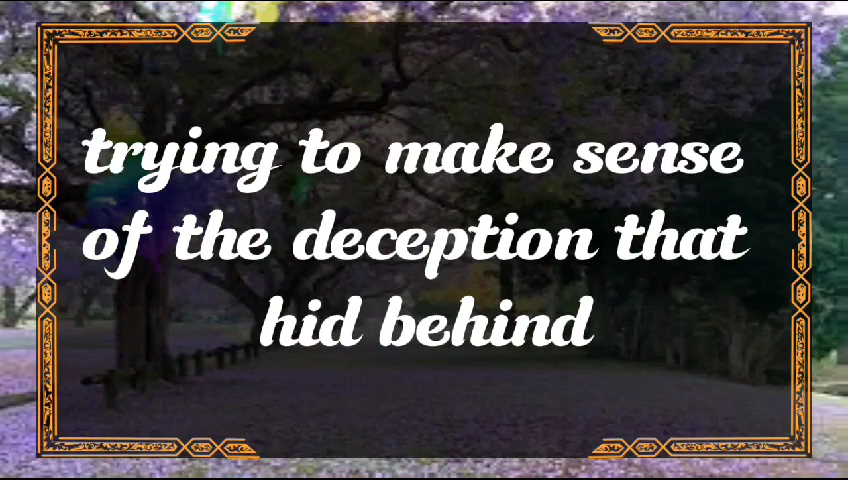 trying to make sense
of the deception that
hid behind